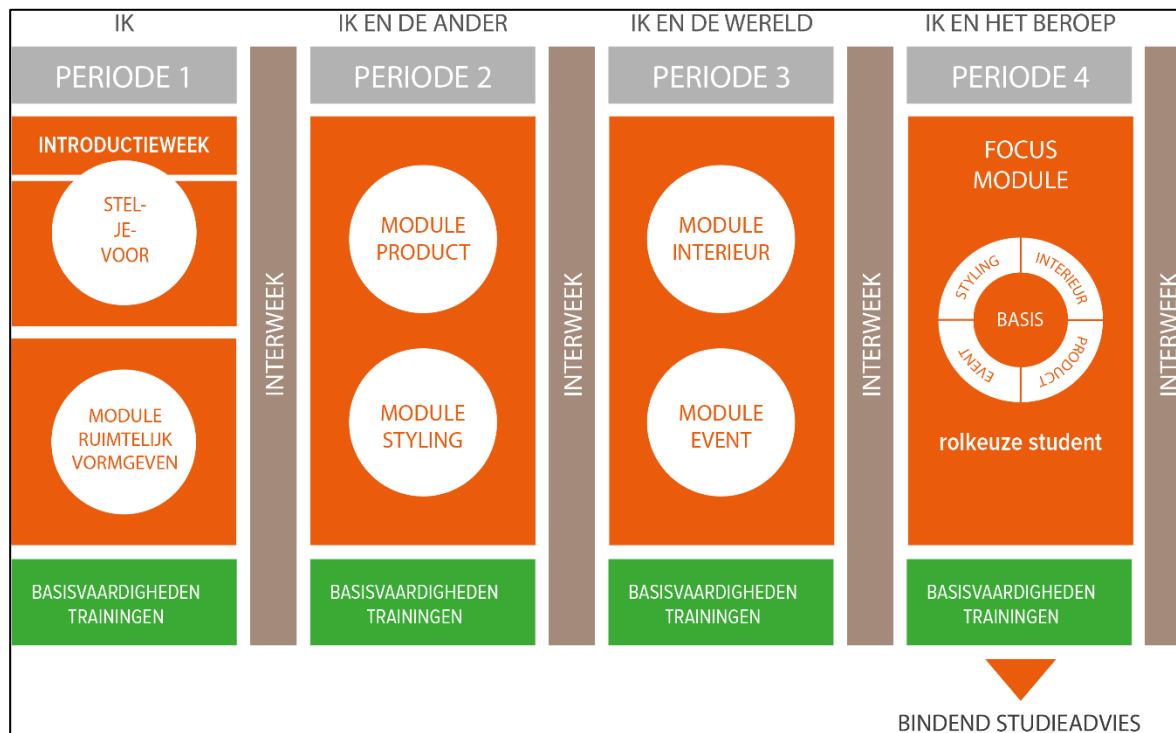 IK
PERIODE 1
INTRODUCTIEWEEK
STEL-
JE-
VOOR
MODULE
RUIMTELIJK
VORMGEVEN
BASISVAARDIGHEDEN
TRAININGEN
INTERWEEK
IK EN DE ANDER
PERIODE 2
MODULE
PRODUCT
MODULE
STYLING
BASISVAARDIGHEDEN
TRAININGEN
INTERWEEK
IK EN DE WERELD
PERIODE 3
MODULE
INTERIEUR
MODULE
EVENT
BASISVAARDIGHEDEN
TRAININGEN
INTERWEEK
IK EN HET BEROEP
PERIODE 4
FOCUS
MODULE
STYLING
INTERIEUR
BASIS
EVENT
PRODUCT
rolkeuze student
BASISVAARDIGHEDEN
TRAININGEN
INTERWEEK
BINDEND STUDIEADVIES